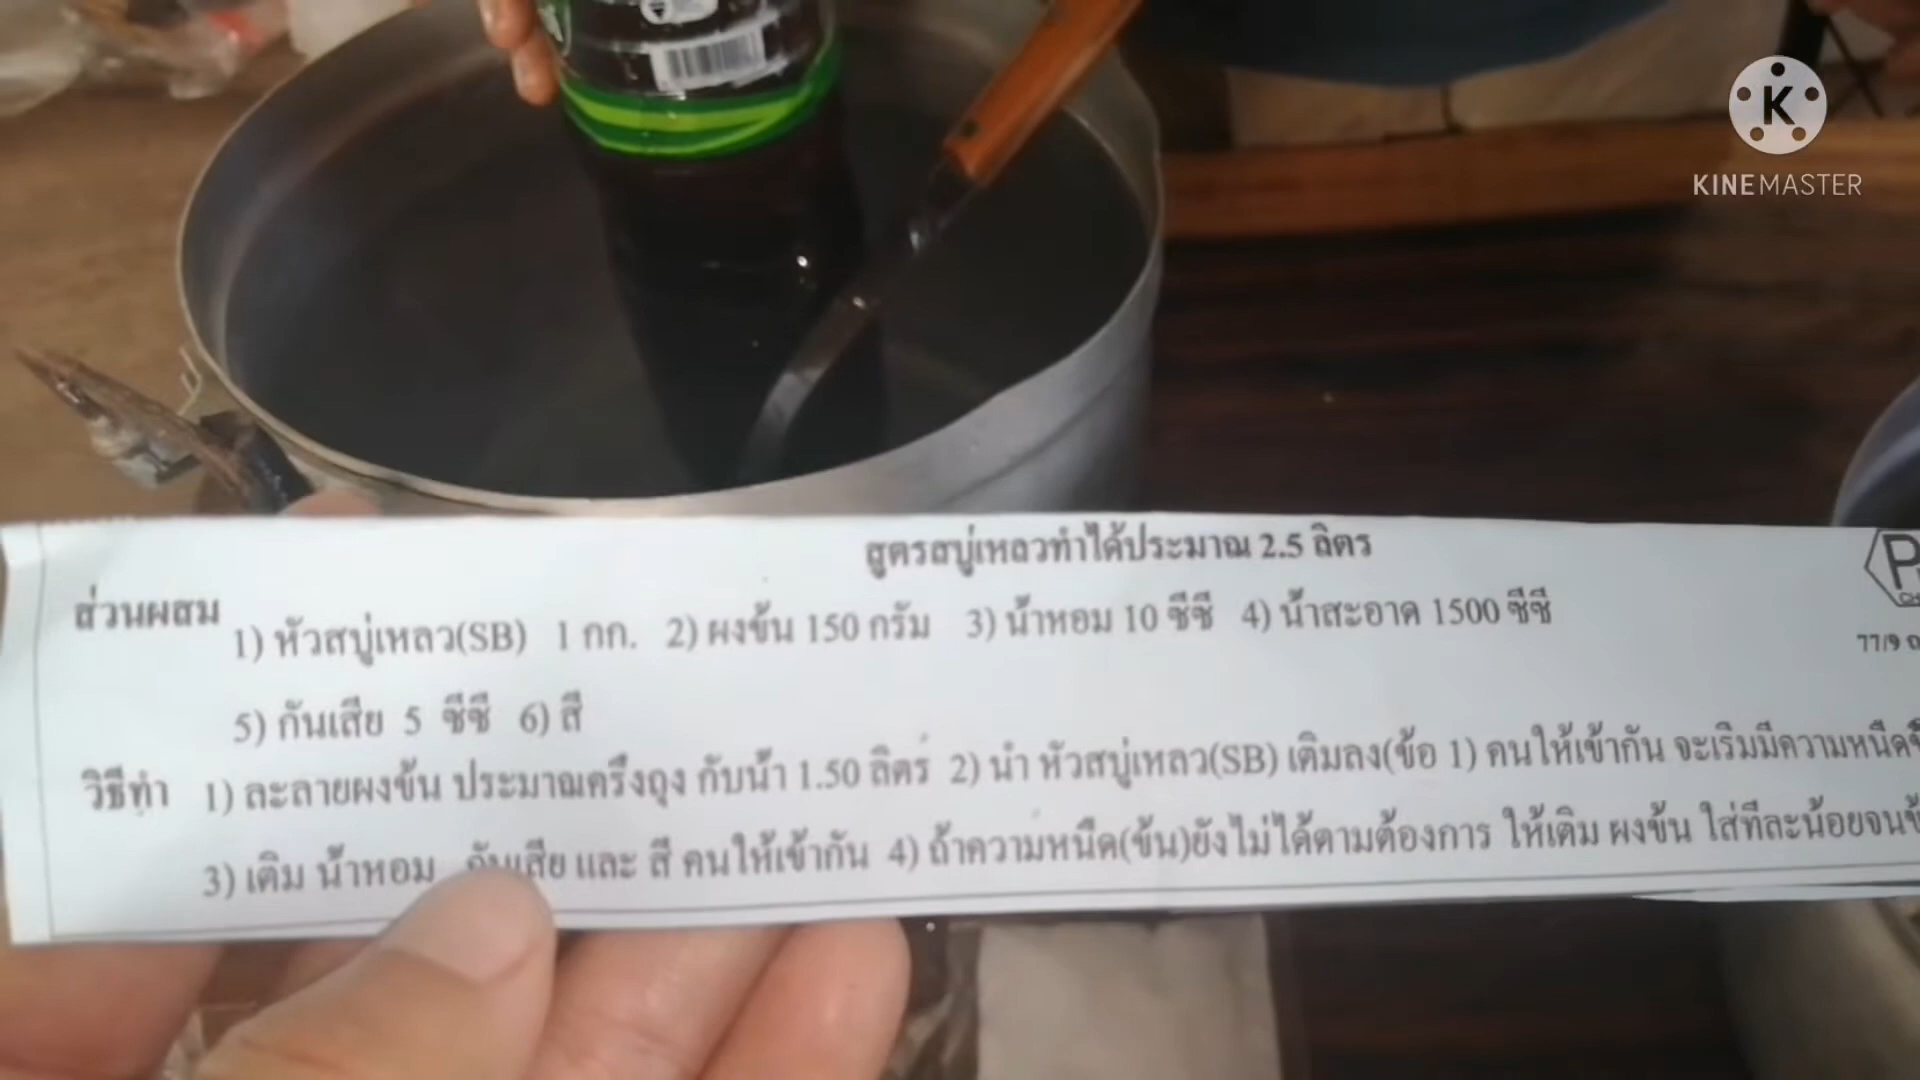 KINEMASTER
สูตรสบู่เหลวทำได้ประมาณ 2.5 ลิตร
ส่วนผสม 1) หัวสบู่เหลว(SB) 1 กก. 2) ผงข้น 150 กรัม 3) น้ำหอม 10 ซีซี 4) น้ำสะอาด 1500 ซีซี
77/9
5) กันเสีย 5 ซีซี 6) สี
วิธีทำ 1) ละลายผงข้น ประมาณครึ่งถุง กับน้ำ 1.50 ลิตร 2) นำ หัวสบู่เหลว(SB) เติมลง(ข้อ 1) คนให้เข้ากัน จะเริ่มมีความหนืด
3) เติม น้ำหอม กันเสีย และ สี คนให้เข้ากัน 4) ถ้าความหนืด(ข้น)ยังไม่ได้ตามต้องการ ให้เติม ผงข้น ใส่ทีละน้อยจน